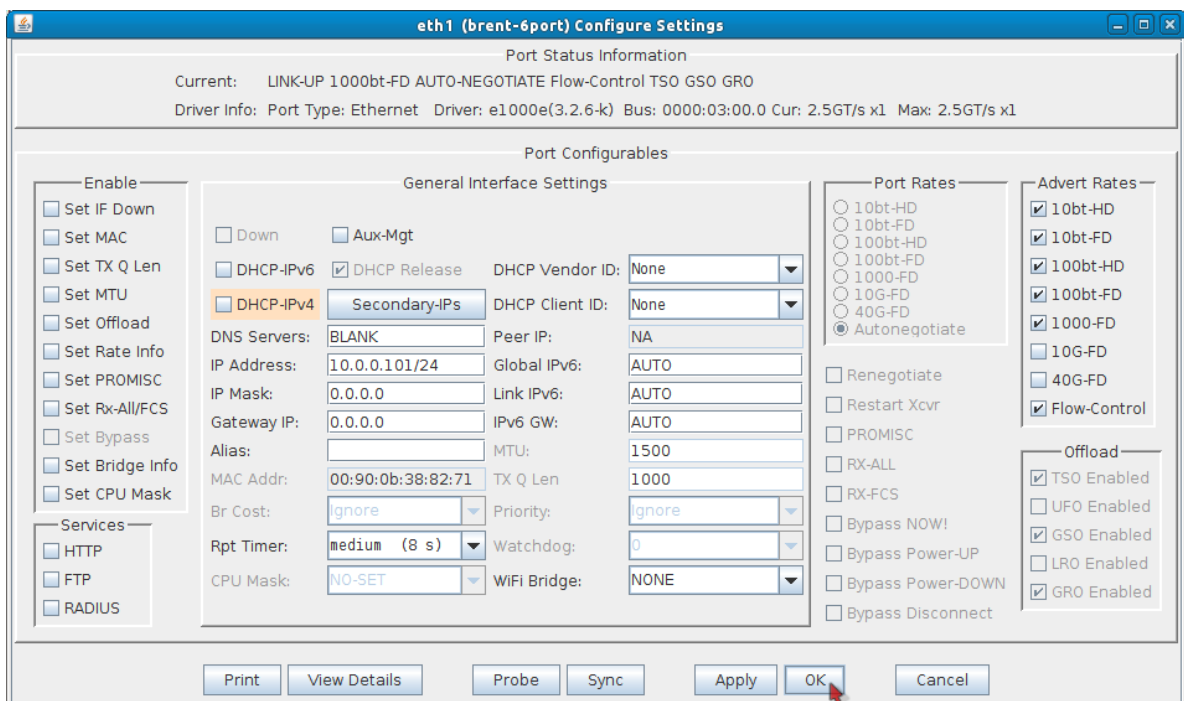 eth1 (brent-6port) Configure Settings
Port Status Information
Current: LINK-UP 1000bt-FD AUTO-NEGOTIATE Flow-Control TSO GSO GRO
Driver Info: Port Type: Ethernet Driver: e1000e(3.2.6-k) Bus: 0000:03:00.0 Cur: 2.5GT/s x1 Max: 2.5GT/s x1
Port Configurables
Enable
Set IF Down
Set MAC
Set TX Q Len
Set MTU
Set Offload
Set Rate Info
Set PROMISC
Set Rx-All/FCS
Set Bypass
Set Bridge Info
Set CPU Mask
Services
HTTP
FTP
RADIUS
General Interface Settings
Down Aux-Mgt
DHCP-IPv6 DHCP Release DHCP Vendor ID: None
DHCP-IPv4 Secondary-IPs DHCP Client ID: None
DNS Servers: BLANK Peer IP: NA
IP Address: 10.0.0.101/24 Global IPv6: AUTO
IP Mask: 0.0.0.0 Link IPv6: AUTO
Gateway IP: 0.0.0.0 IPv6 GW: AUTO
Alias: MTU: 1500
MAC Addr: 00:90:0b:38:82:71 TX Q Len 1000
Br Cost: Ignore Priority: Ignore
Rpt Timer: medium (8 s) Watchdog: 0
CPU Mask: NO-SET WiFi Bridge: NONE
Port Rates
10bt-HD
10bt-FD
100bt-HD
100bt-FD
1000-FD
10G-FD
40G-FD
Autonegotiate
Renegotiate
Restart Xcvr
PROMISC
RX-ALL
RX-FCS
Bypass NOW!
Bypass Power-UP
Bypass Power-DOWN
Bypass Disconnect
Advert Rates
10bt-HD
10bt-FD
100bt-HD
100bt-FD
1000-FD
10G-FD
40G-FD
Flow-Control
Offload
TSO Enabled
UFO Enabled
GSO Enabled
LRO Enabled
GRO Enabled
Print View Details Probe Sync Apply OK Cancel